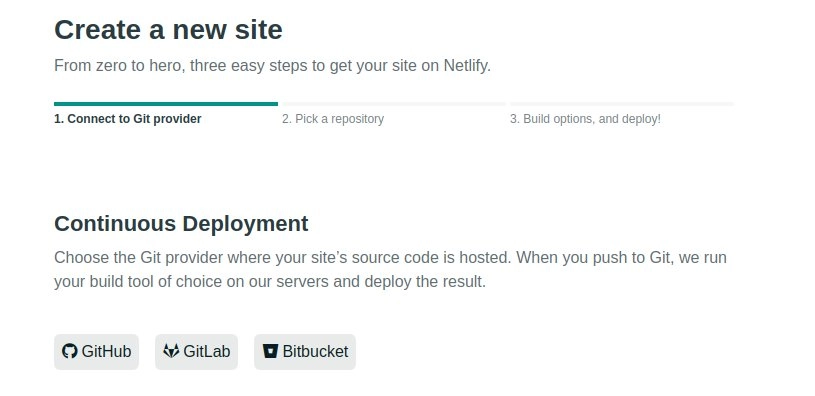 Create a new site
From zero to hero, three easy steps to get your site on Netlify.
1. Connect to Git provider
2. Pick a repository
3. Build options, and deploy!
Continuous Deployment
Choose the Git provider where your site’s source code is hosted. When you push to Git, we run
your build tool of choice on our servers and deploy the result.
GitHub
GitLab
Bitbucket